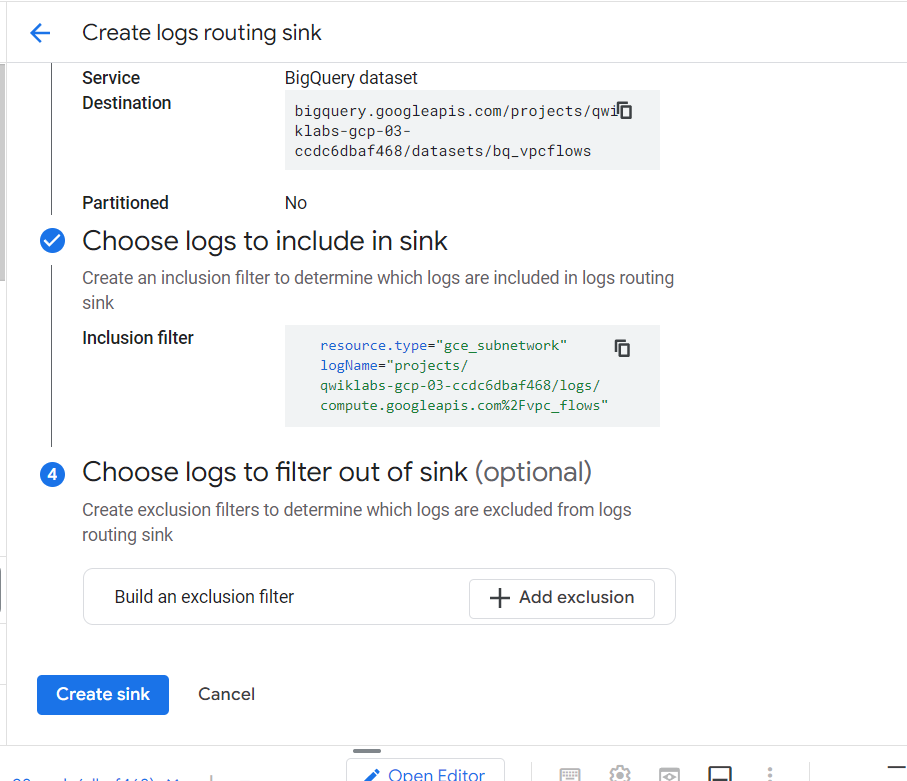 Create logs routing sink
Service
BigQuery dataset
Destination
bigquery.googleapis.com/projects/qwi
klabs-gcp-03-
ccdc6dbaf468/datasets/bq_vpcflows
Partitioned
No
Choose logs to include in sink
Create an inclusion filter to determine which logs are included in logs routing
sink
Inclusion filter
resource.type="gce_subnetwork"
logName="projects/
qwiklabs-gcp-03-ccdc6dbaf468/logs/
compute.googleapis.com%2Fvpc_flows"
4
Choose logs to filter out of sink (optional)
Create exclusion filters to determine which logs are excluded from logs
routing sink
Build an exclusion filter
Add exclusion
Create sink
Cancel
Open Editor